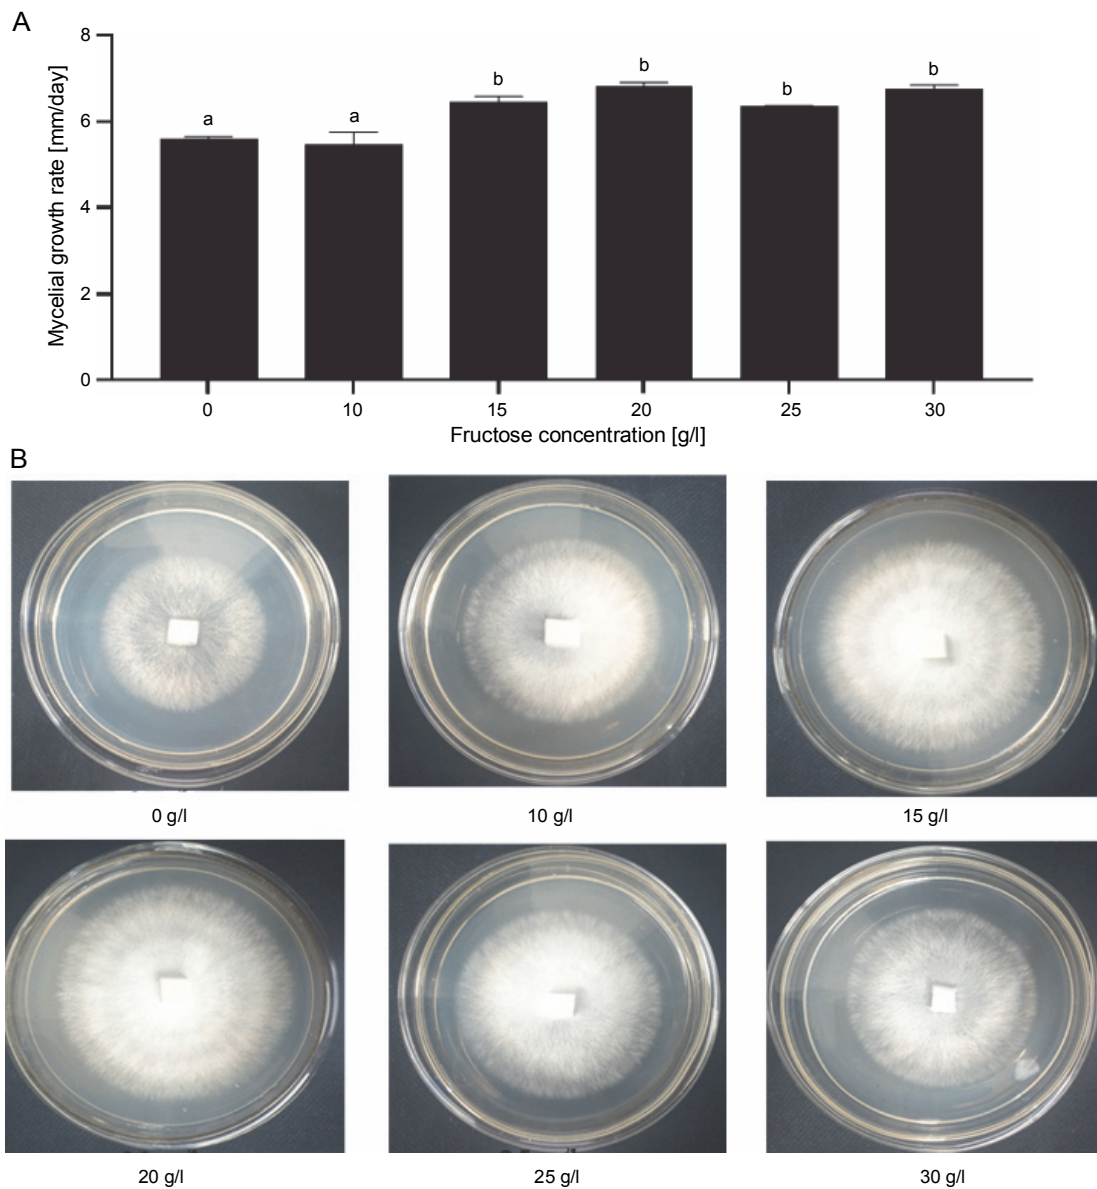 A
Mycelial growth rate [mm/day]
8
6
4
2
0
a
a
b
b
b
b
0 10 15 20 25 30
Fructose concentration [g/l]
B
0 g/l 10 g/l 15 g/l
20 g/l 25 g/l 30 g/l